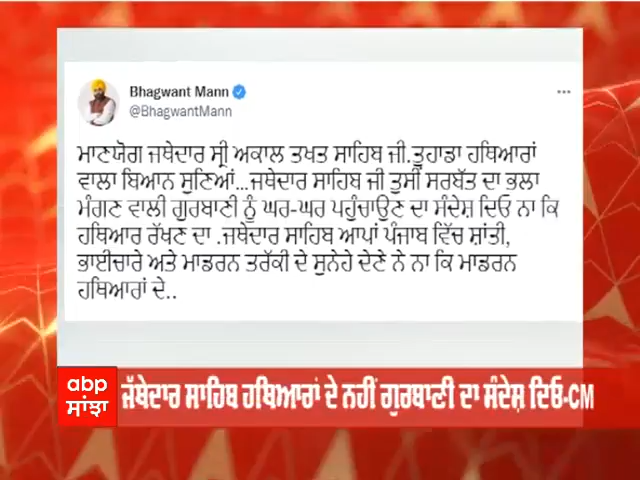 Bhagwant Mann
@BhagwantMann
ਮਾਣਯੋਗ ਜਥੇਦਾਰ ਸ੍ਰੀ ਅਕਾਲ ਤਖਤ ਸਾਹਿਬ ਜੀ.ਤੁਹਾਡਾ ਹਥਿਆਰਾਂ
ਵਾਲਾ ਬਿਆਨ ਸੁਣਿਆਂ...ਜਥੇਦਾਰ ਸਾਹਿਬ ਜੀ ਤੁਸੀਂ ਸਰਬੱਤ ਦਾ ਭਲਾ
ਮੰਗਣ ਵਾਲੀ ਗੁਰਬਾਣੀ ਨੂੰ ਘਰ-ਘਰ ਪਹੁੰਚਾਉਣ ਦਾ ਸੰਦੇਸ਼ ਦਿਓ ਨਾ ਕਿ
ਹਥਿਆਰ ਰੱਖਣ ਦਾ .ਜਥੇਦਾਰ ਸਾਹਿਬ ਆਪਾਂ ਪੰਜਾਬ ਵਿੱਚ ਸ਼ਾਂਤੀ,
ਭਾਈਚਾਰੇ ਅਤੇ ਮਾਡਰਨ ਤਰੱਕੀ ਦੇ ਸੁਨੇਹੇ ਦੇਣੇ ਨੇ ਨਾ ਕਿ ਮਾਡਰਨ
ਹਥਿਆਰਾਂ ਦੇ..
abp
ਸਾਂਝਾ
ਜੱਥੇਦਾਰ ਸਾਹਿਬ ਹਥਿਆਰਾਂ ਦੇ ਨਹੀਂ ਗੁਰਬਾਣੀ ਦਾ ਸੰਦੇਸ਼ ਦਿਓ-CM